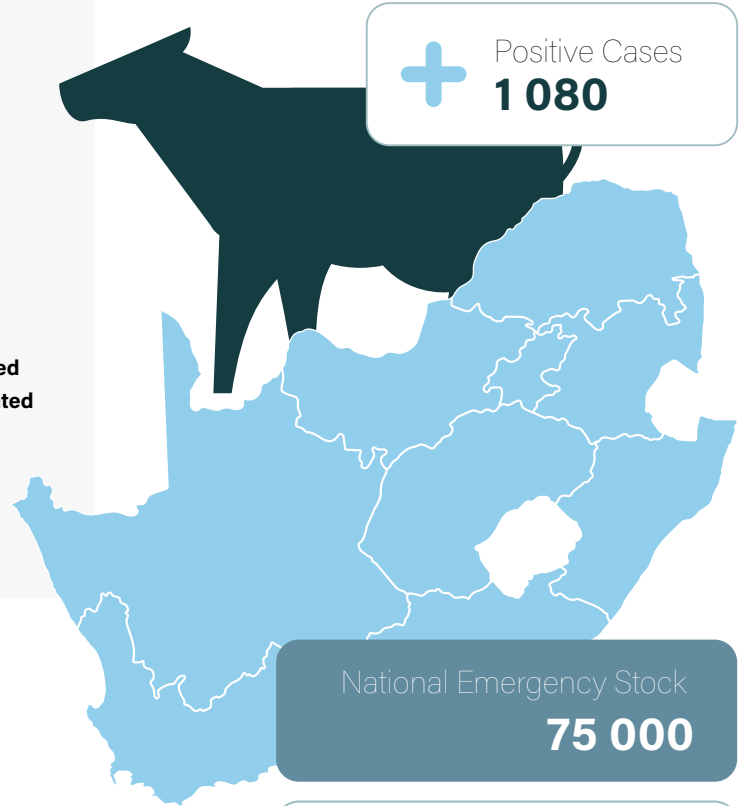 Positive Cases
1 080
ed
ted
National Emergency Stock
75 000